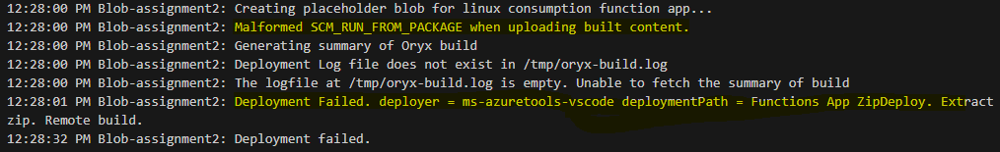 12:28:00 PM Blob-assignment2: Creating placeholder blob for linux consumption function app...
12:28:00 PM Blob-assignment2: Malformed SCM_RUN_FROM_PACKAGE when uploading built content.
12:28:00 PM Blob-assignment2: Generating summary of Oryx build
12:28:00 PM Blob-assignment2: Deployment Log file does not exist in /tmp/oryx-build.log
12:28:00 PM Blob-assignment2: The logfile at /tmp/oryx-build.log is empty. Unable to fetch the summary of build
12:28:01 PM Blob-assignment2: Deployment Failed. deployer = ms-azuretools-vscode deploymentPath = Functions App ZipDeploy. Extract
zip. Remote build.
12:28:32 PM Blob-assignment2: Deployment failed.